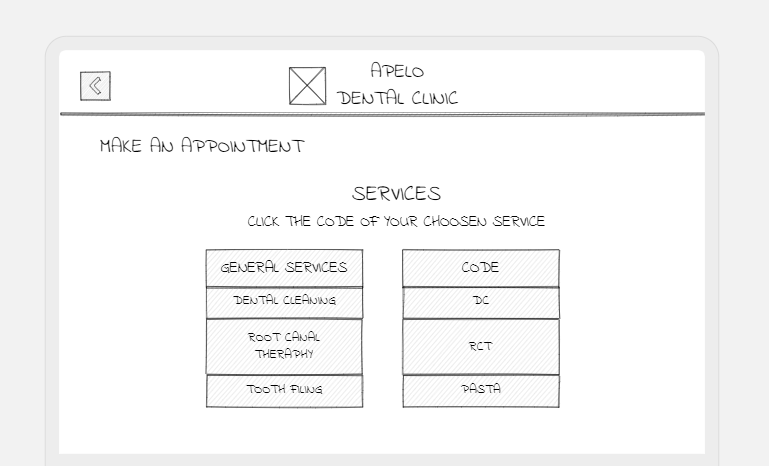 APELO
DENTAL CLINIC
MAKE AN APPOINTMENT
SERVICES
CLICK THE CODE OF YOUR CHOOSEN SERVICE
GENERAL SERVICES CODE
DENTAL CLEANING DC
ROOT CANAL
THERAPHY RCT
TOOTH FILING PASTA